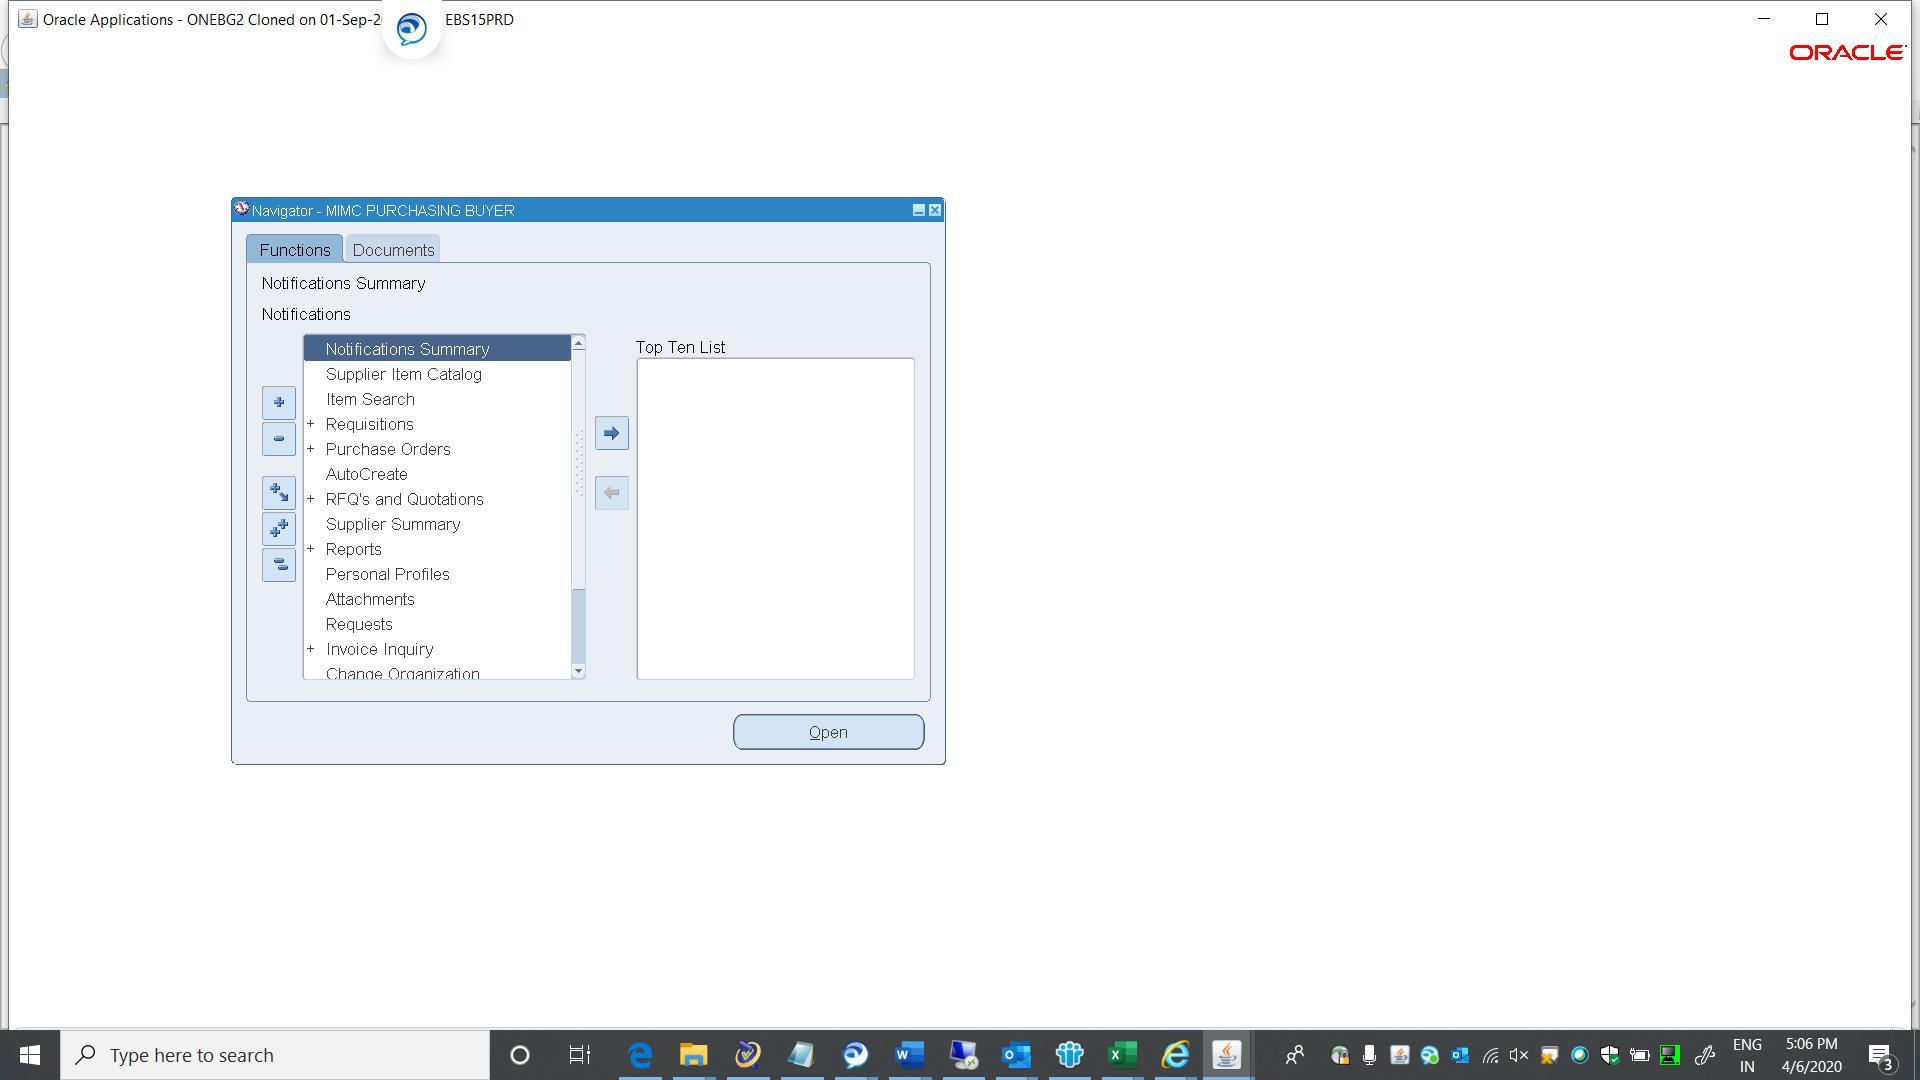 Oracle Applications - ONEBG2 Cloned on 01-Sep-2 EBS15PRD
ORACLE
Navigator - MIMC PURCHASING BUYER
Functions
Documents
Notifications Summary
Notifications
Notifications Summary
Supplier Item Catalog
Item Search
+ Requisitions
+ Purchase Orders
AutoCreate
+ RFQ's and Quotations
Supplier Summary
+ Reports
Personal Profiles
Attachments
Requests
+ Invoice Inquiry
Change Organization
Top Ten List
Open
Type here to search
ENG
IN
5:06 PM
4/6/2020
3